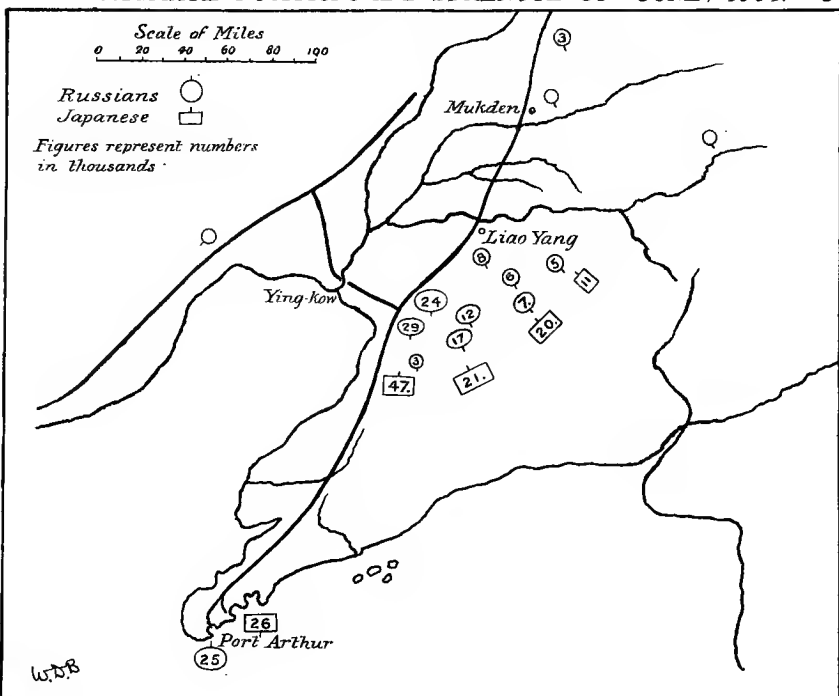 Scale of Miles
0 20 40 60 80 100
Russians
Japanese
Figures represent numbers
in thousands
3
Mukden
Liao Yang
8
6
5
11
7.
20.
Ying-kow
24
29
12
17
3
47.
21.
26
Port Arthur
25
W.D.B